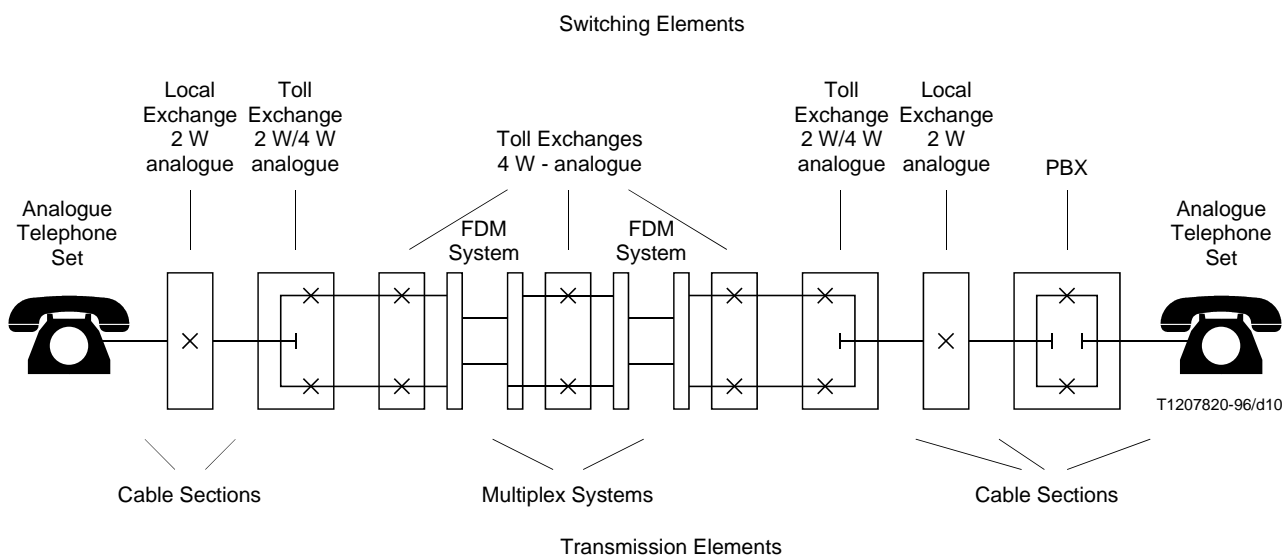 Switching Elements
Local
Exchange
2 W
analogue
Toll
Exchange
2 W/4 W
analogue
Toll Exchanges
4 W - analogue
Toll
Exchange
2 W/4 W
analogue
Local
Exchange
2 W
analogue
PBX
Analogue
Telephone
Set
FDM
System
FDM
System
Analogue
Telephone
Set
T1207820-96/d10
Cable Sections
Multiplex Systems
Cable Sections
Transmission Elements